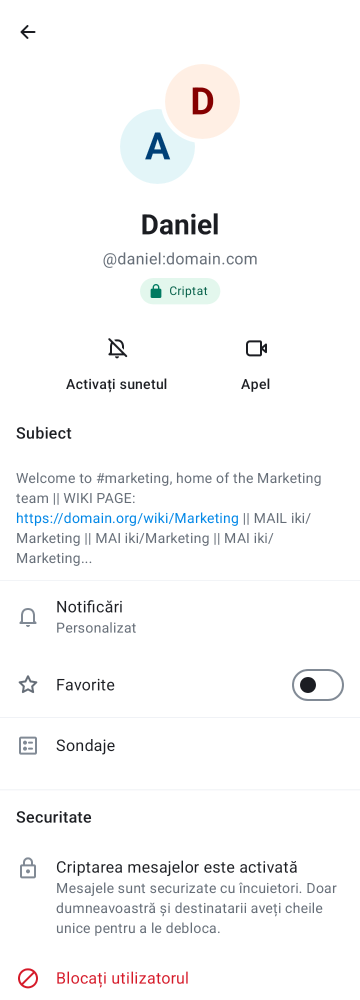 D
A
Daniel
@daniel:domain.com
Criptat
Activați sunetul
Apel
Subiect
Welcome to #marketing, home of the Marketing
team || WIKI PAGE:
https://domain.org/wiki/Marketing || MAIL iki/
Marketing || MAI iki/Marketing || MAI iki/
Marketing...
Notificări
Personalizat
Favorite
Sondaje
Securitate
Criptarea mesajelor este activată
Mesajele sunt securizate cu încuietori. Doar
dumneavoastră și destinatarii aveți cheile
unice pentru a le debloca.
Blocați utilizatorul